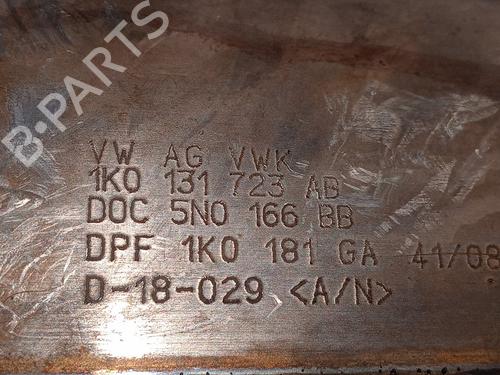 B-PARTS
VW AG VWK
1K0 131 723 AB
DOC 5N0 166 BB
DPF 1K0 181 GA 41/08
D-18-029 <A/N>